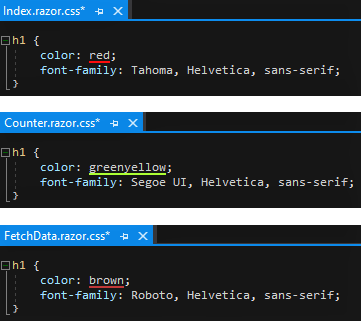 Index.razor.css*
h1 {
color: red;
font-family: Tahoma, Helvetica, sans-serif;
}
Counter.razor.css*
h1 {
color: greenyellow;
font-family: Segoe UI, Helvetica, sans-serif;
}
FetchData.razor.css*
h1 {
color: brown;
font-family: Roboto, Helvetica, sans-serif;
}